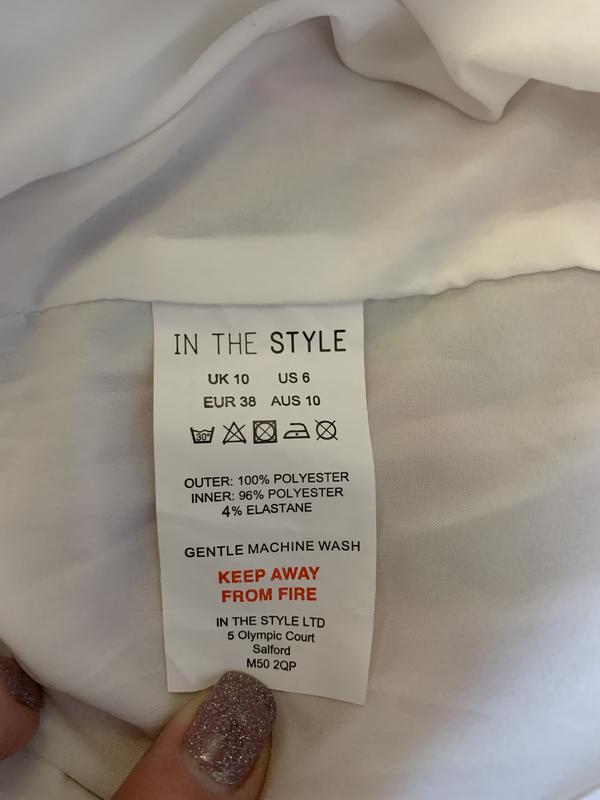 IN THE STYLE
UK 10 US 6
EUR 38 AUS 10
30°
OUTER: 100% POLYESTER
INNER: 96% POLYESTER
4% ELASTANE
GENTLE MACHINE WASH
KEEP AWAY
FROM FIRE
IN THE STYLE LTD
5 Olympic Court
Salford
M50 2QP